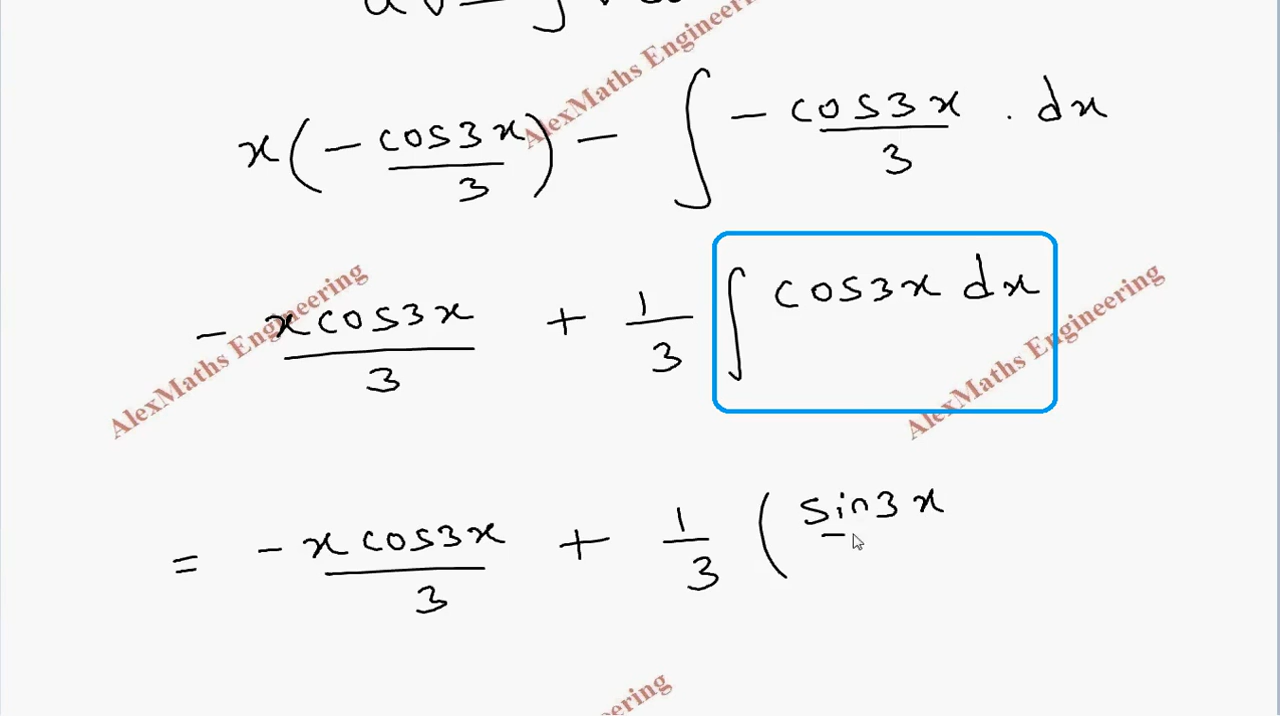 x(-cos3x/3) - ∫ -cos3x/3 . dx
- xcos3x/3 + 1/3 ∫ cos3x dx
= -x cos3x/3 + 1/3 ( sin3x
AlexMaths Engineering
AlexMaths Engineering
AlexMaths Engineering